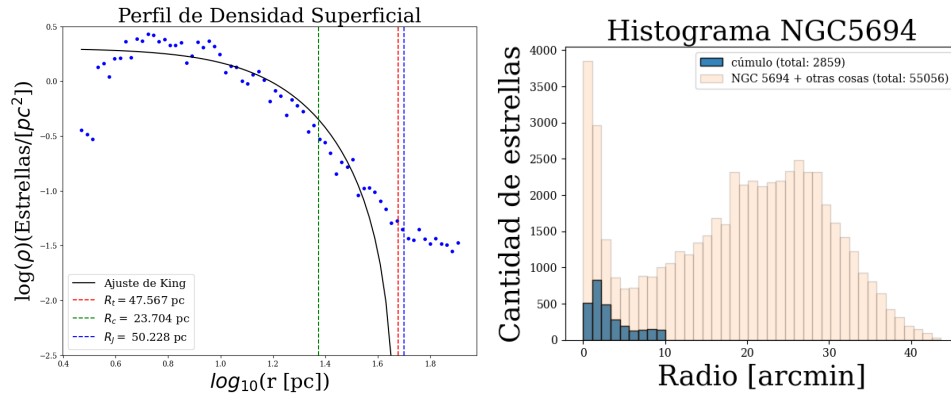 Perfil de Densidad Superficial
log(ρ)(Estrellas/[pc²])
0.5
0.0
−0.5
−1.0
−1.5
−2.0
−2.5
Ajuste de King
R_t = 47.567 pc
R_c = 23.704 pc
R_J = 50.228 pc
0.4 0.6 0.8 1.0 1.2 1.4 1.6 1.8
log₁₀(r [pc])
Histograma NGC5694
Cantidad de estrellas
4000
3500
3000
2500
2000
1500
1000
500
0
cúmulo (total: 2859)
NGC 5694 + otras cosas (total: 55056)
0 10 20 30 40
Radio [arcmin]